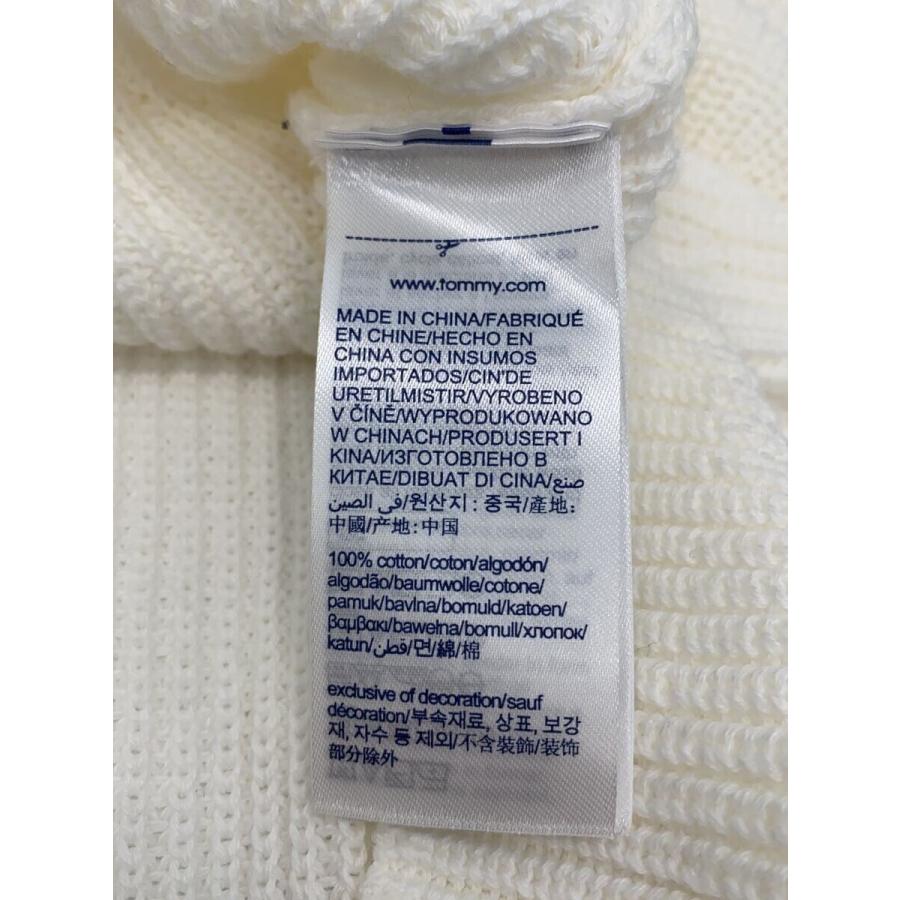 www.tommy.com
MADE IN CHINA/FABRIQUÉ
EN CHINE/HECHO EN
CHINA CON INSUMOS
IMPORTADOS/CIN'DE
URETILMISTIR/VYROBENO
V ČÍNĚ/WYPRODUKOWANO
W CHINACH/PRODUSERT I
KINA/ИЗГОТОВЛЕНО В
КИТАЕ/DIBUAT DI CINA/صنع
في الصين/원산지 : 중국/產地:
中國/产地:中国
100% cotton/coton/algodón/
algodão/baumwolle/cotone/
pamuk/bavlna/bomuld/katoen/
βαμβακι/bawełna/bomull/хлопок/
katun/قطن/면/綿/棉
exclusive of decoration/sauf
décoration/부속재료, 상표, 보강
재, 자수 등 제외/不含裝飾/装饰
部分除外